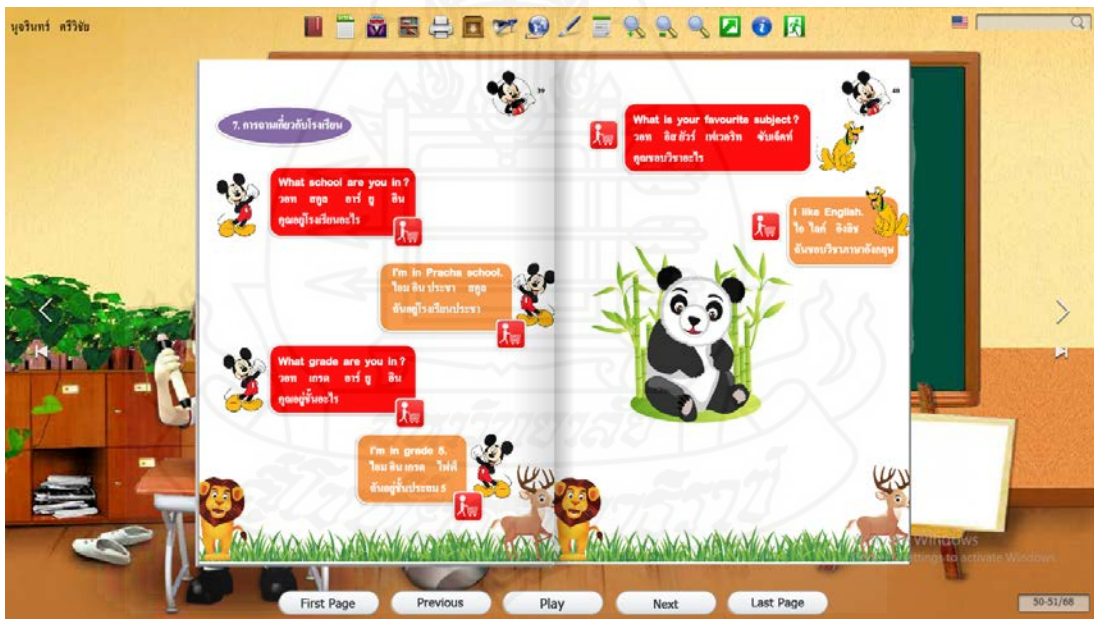 นุจรินทร์ ศรีวิชัย
39
7. การถามเกี่ยวกับโรงเรียน
What school are you in?
วอท สคูล อาร์ ยู อิน
คุณอยู่โรงเรียนอะไร
I'm in Pracha school.
ไอม อิน ประชา สคูล
ฉันอยู่โรงเรียนประชา
What grade are you in?
วอท เกรด อาร์ ยู อิน
คุณอยู่ชั้นอะไร
I'm in grade 5.
ไอม อิน เกรด ไฟฟ์
ฉันอยู่ชั้นประถม 5
40
What is your favourite subject?
วอท อิส ยัวร์ เฟเวอริท ซับเจ็คท์
คุณชอบวิชาอะไร
I like English.
ไอ ไลค์ อิงลิช
ฉันชอบวิชาภาษาอังกฤษ
Windows
to activate Windows.
First Page
Previous
Play
Next
Last Page
50-51/68